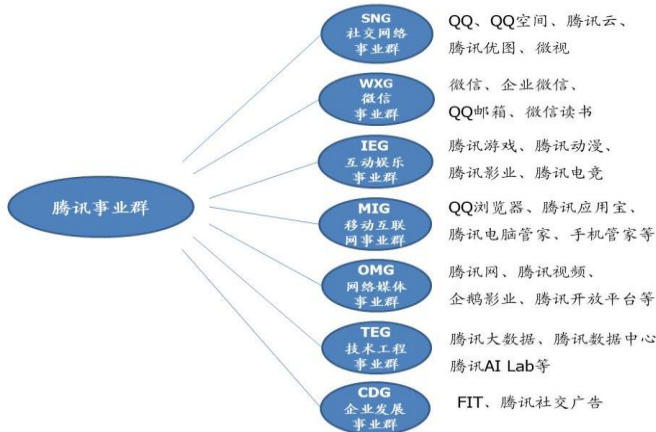 腾讯事业群
SNG
社交网络
事业群
QQ、QQ空间、腾讯云、
腾讯优图、微视
WXG
微信
事业群
微信、企业微信、
QQ邮箱、微信读书
IEG
互动娱乐
事业群
腾讯游戏、腾讯动漫、
腾讯影业、腾讯电竞
MIG
移动互联
网事业群
QQ浏览器、腾讯应用宝、
腾讯电脑管家、手机管家等
OMG
网络媒体
事业群
腾讯网、腾讯视频、
企鹅影业、腾讯开放平台等
TEG
技术工程
事业群
腾讯大数据、腾讯数据中心
腾讯AI Lab等
CDG
企业发展
事业群
FIT、腾讯社交广告